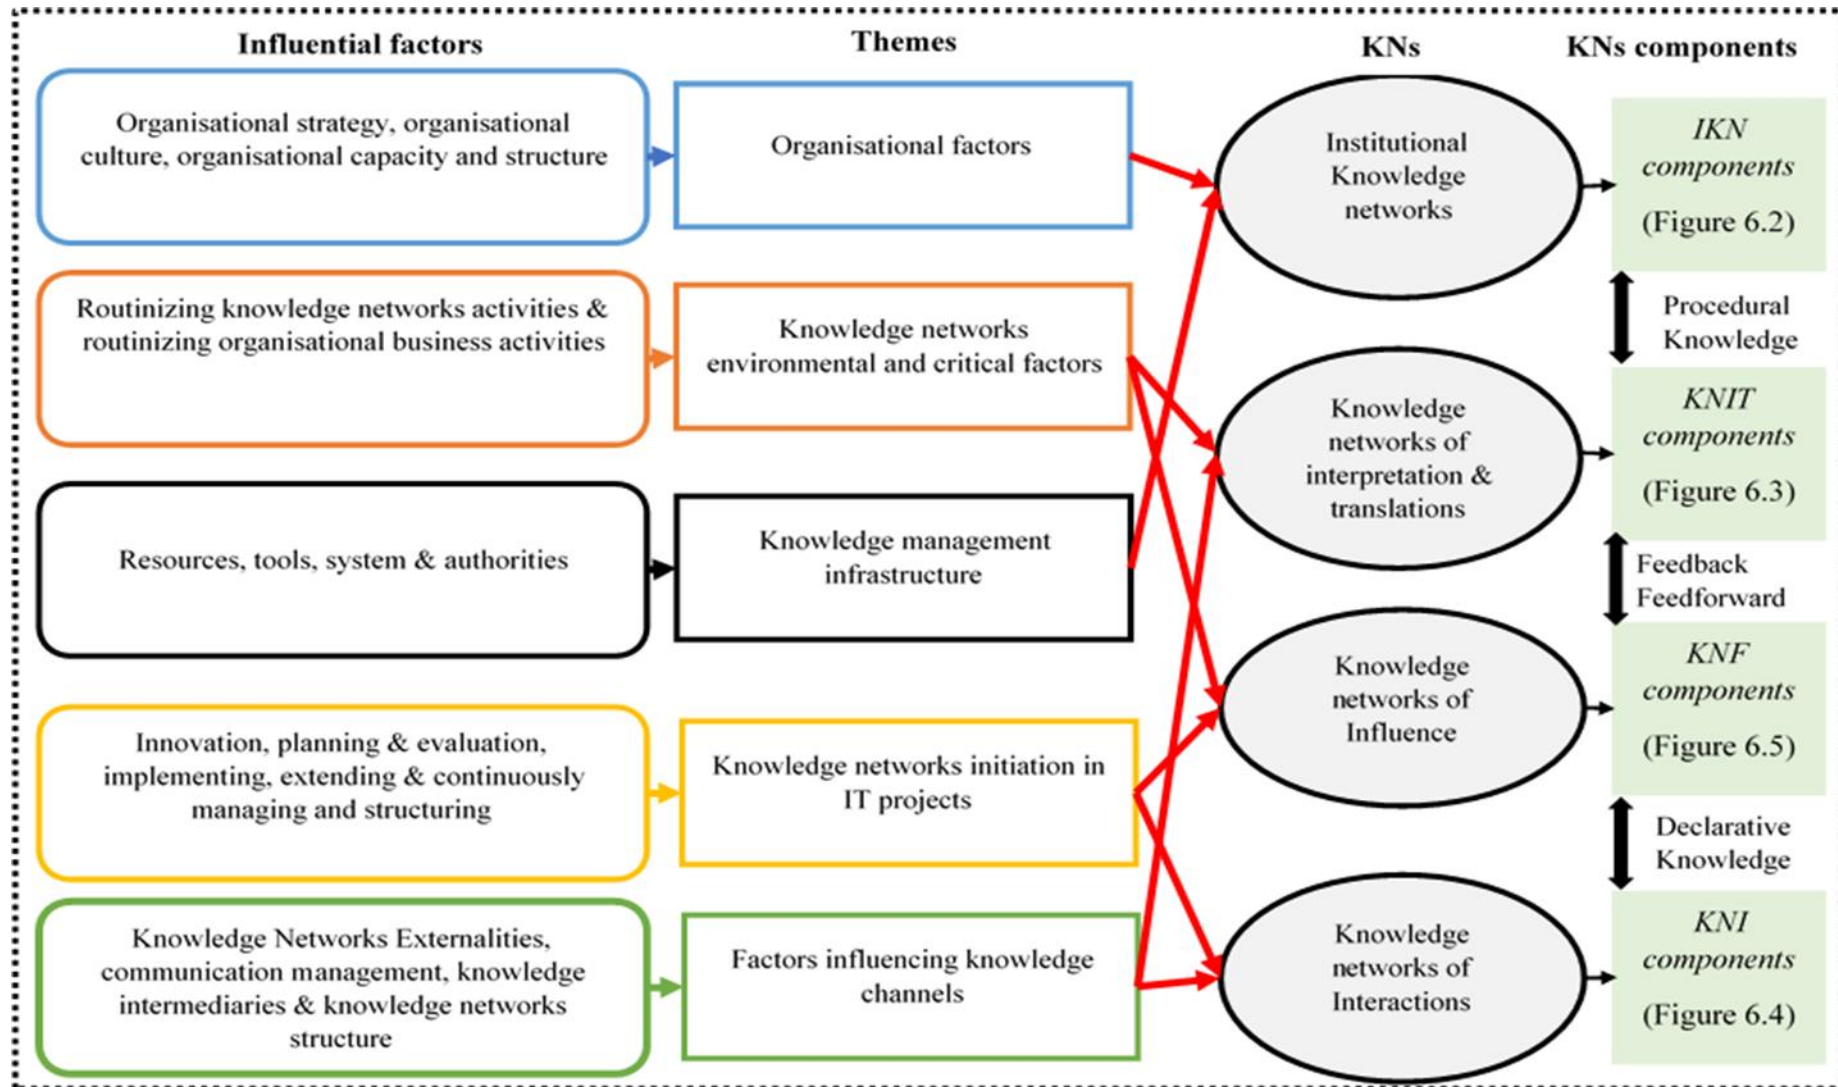 Influential factors
Themes
KNs
KNs components
Organisational strategy, organisational
culture, organisational capacity and structure
Organisational factors
Institutional
Knowledge
networks
IKN
components
(Figure 6.2)
Procedural
Knowledge
Routinizing knowledge networks activities &
routinizing organisational business activities
Knowledge networks
environmental and critical factors
Knowledge
networks of
interpretation &
translations
KNIT
components
(Figure 6.3)
Feedback
Feedforward
Resources, tools, system & authorities
Knowledge management
infrastructure
Knowledge
networks of
Influence
KNF
components
(Figure 6.5)
Declarative
Knowledge
Innovation, planning & evaluation,
implementing, extending & continuously
managing and structuring
Knowledge networks initiation in
IT projects
Knowledge Networks Externalities,
communication management, knowledge
intermediaries & knowledge networks
structure
Factors influencing knowledge
channels
Knowledge
networks of
Interactions
KNI
components
(Figure 6.4)